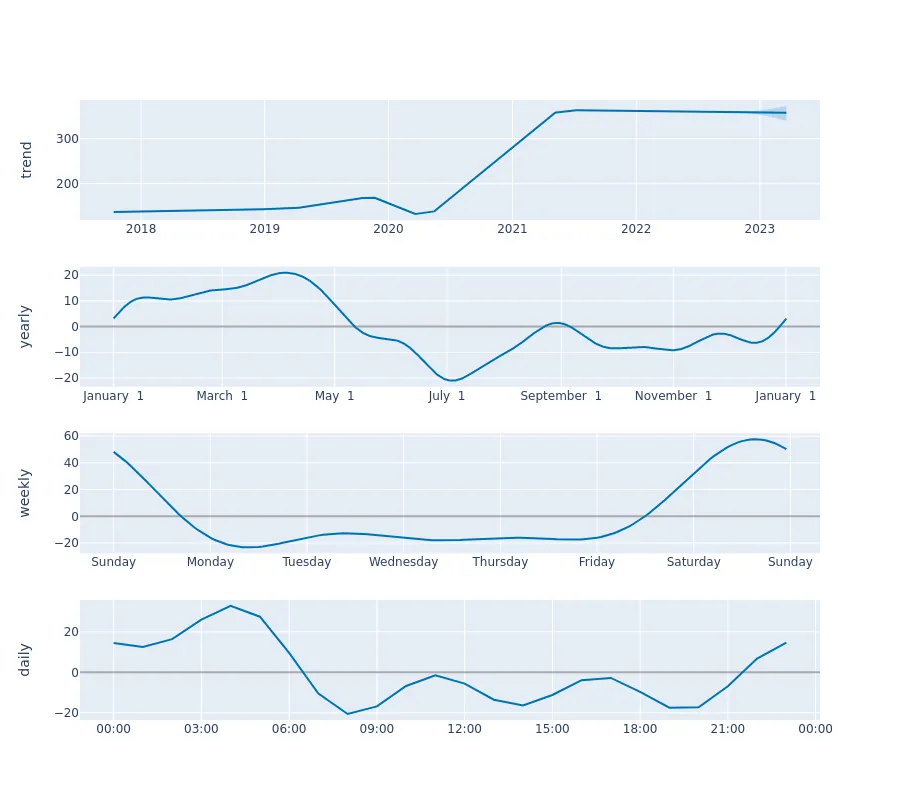 trend
300
200
2018 2019 2020 2021 2022 2023
yearly
20
10
0
−10
−20
January 1 March 1 May 1 July 1 September 1 November 1 January 1
weekly
60
40
20
0
−20
Sunday Monday Tuesday Wednesday Thursday Friday Saturday Sunday
daily
20
0
−20
00:00 03:00 06:00 09:00 12:00 15:00 18:00 21:00 00:00